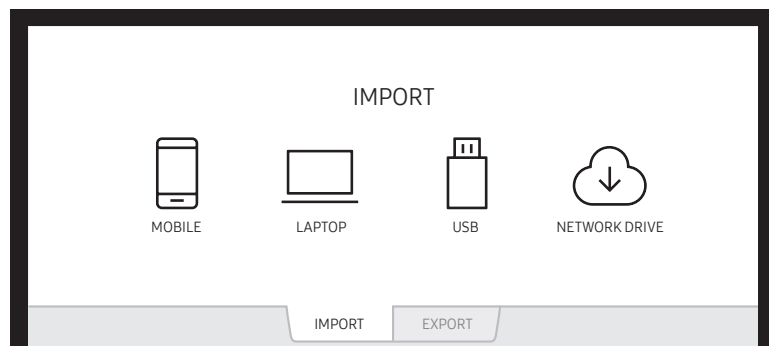 IMPORT
MOBILE LAPTOP USB NETWORK DRIVE
IMPORT EXPORT